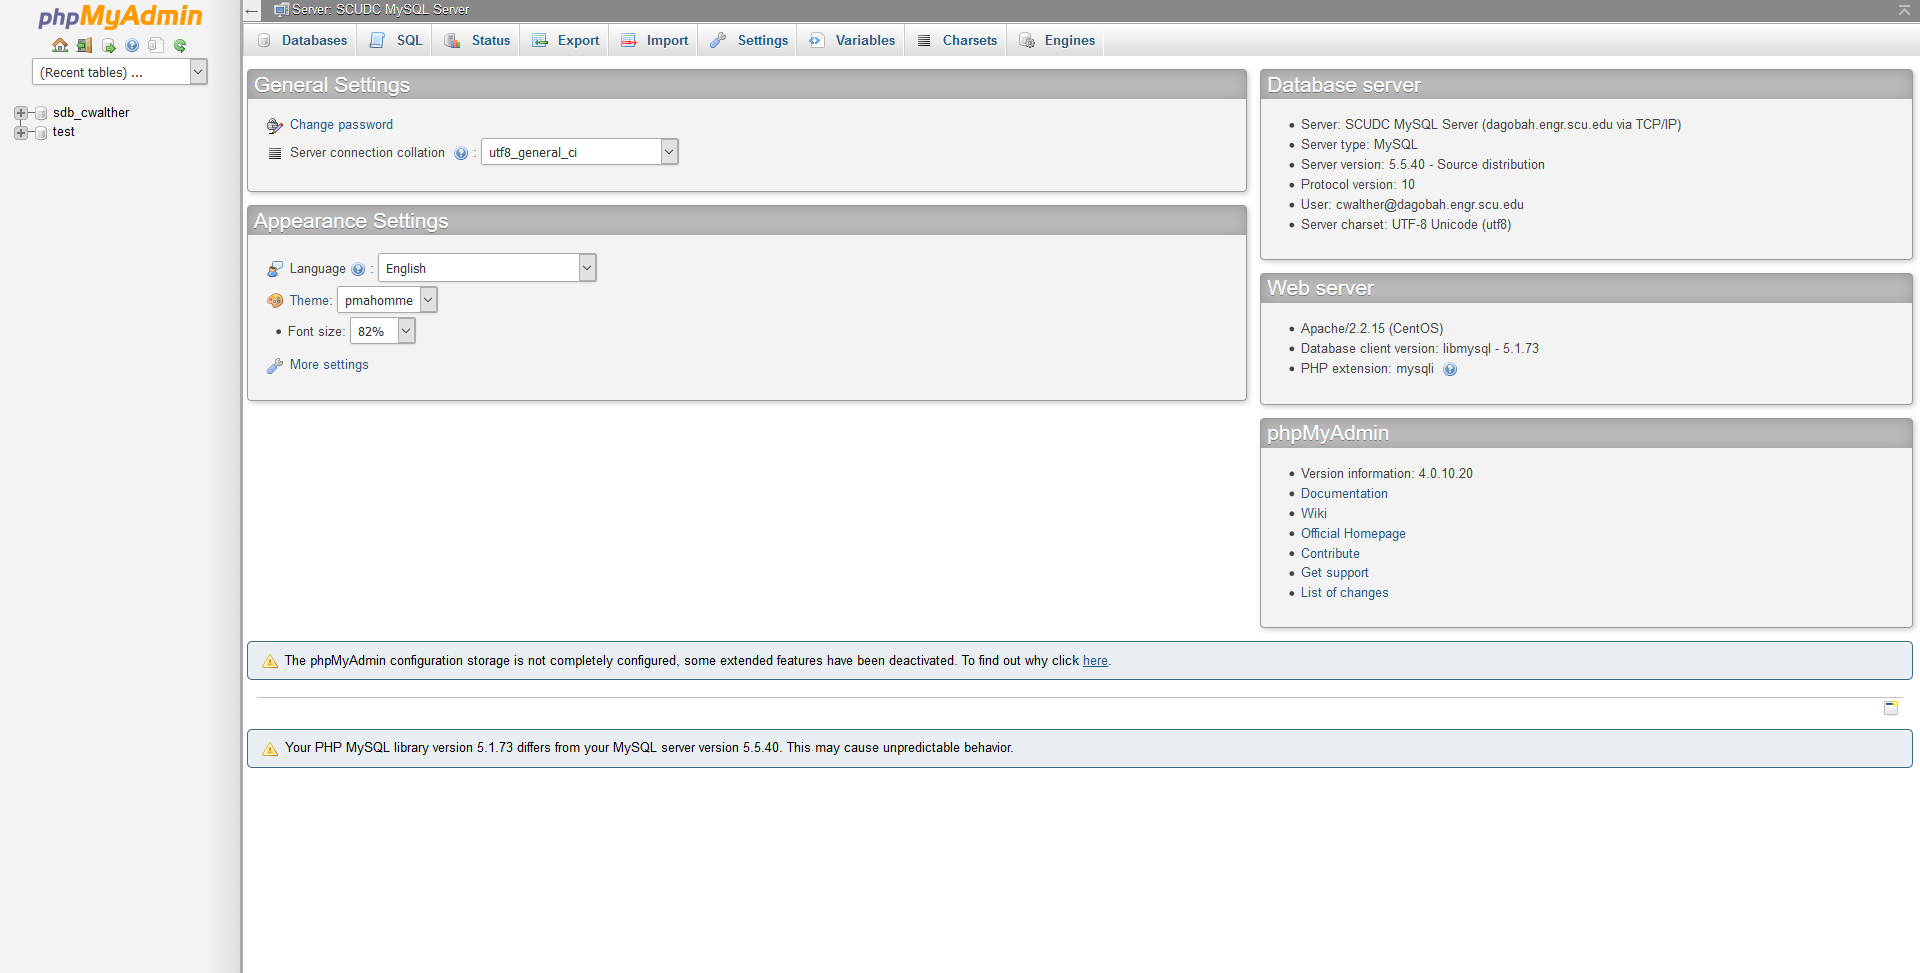 phpMyAdmin
(Recent tables) ...
sdb_cwalther
test
Server: SCUDC MySQL Server
Databases
SQL
Status
Export
Import
Settings
Variables
Charsets
Engines
General Settings
Change password
Server connection collation : utf8_general_ci
Appearance Settings
Language : English
Theme: pmahomme
Font size: 82%
More settings
Database server
Server: SCUDC MySQL Server (dagobah.engr.scu.edu via TCP/IP)
Server type: MySQL
Server version: 5.5.40 - Source distribution
Protocol version: 10
User: cwalther@dagobah.engr.scu.edu
Server charset: UTF-8 Unicode (utf8)
Web server
Apache/2.2.15 (CentOS)
Database client version: libmysql - 5.1.73
PHP extension: mysqli
phpMyAdmin
Version information: 4.0.10.20
Documentation
Wiki
Official Homepage
Contribute
Get support
List of changes
The phpMyAdmin configuration storage is not completely configured, some extended features have been deactivated. To find out why click here.
Your PHP MySQL library version 5.1.73 differs from your MySQL server version 5.5.40. This may cause unpredictable behavior.